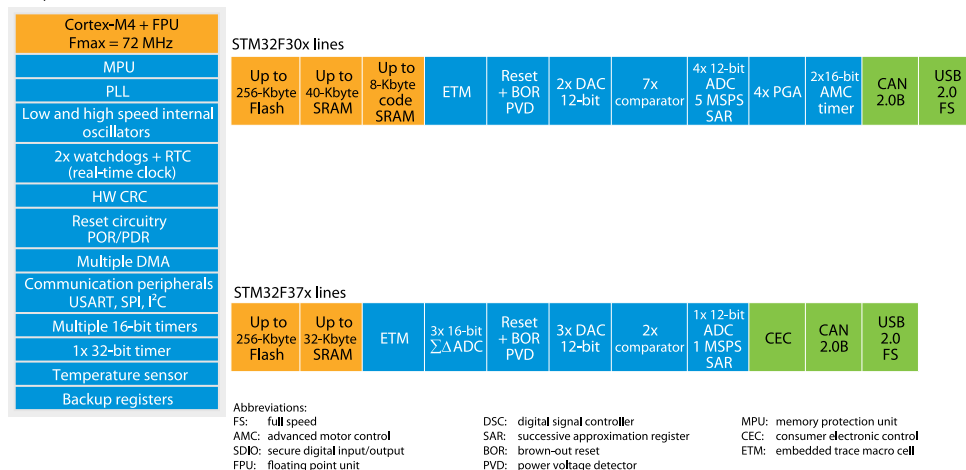 Cortex-M4 + FPU
Fmax = 72 MHz
MPU
PLL
Low and high speed internal
oscillators
2x watchdogs + RTC
(real-time clock)
HW CRC
Reset circuitry
POR/PDR
Multiple DMA
Communication peripherals
USART, SPI, I²C
Multiple 16-bit timers
1x 32-bit timer
Temperature sensor
Backup registers
STM32F30x lines
Up to
256-Kbyte
Flash
Up to
40-Kbyte
SRAM
Up to
8-Kbyte
code
SRAM
ETM
Reset
+ BOR
PVD
2x DAC
12-bit
7x
comparator
4x 12-bit
ADC
5 MSPS
SAR
4x PGA
2x16-bit
AMC
timer
CAN
2.0B
USB
2.0
FS
STM32F37x lines
Up to
256-Kbyte
Flash
Up to
32-Kbyte
SRAM
ETM
3x 16-bit
∑∆ ADC
Reset
+ BOR
PVD
3x DAC
12-bit
2x
comparator
1x 12-bit
ADC
1 MSPS
SAR
CEC
CAN
2.0B
USB
2.0
FS
Abbreviations:
FS: full speed
AMC: advanced motor control
SDIO: secure digital input/output
FPU: floating point unit
DSC: digital signal controller
SAR: successive approximation register
BOR: brown-out reset
PVD: power voltage detector
MPU: memory protection unit
CEC: consumer electronic control
ETM: embedded trace macro cell